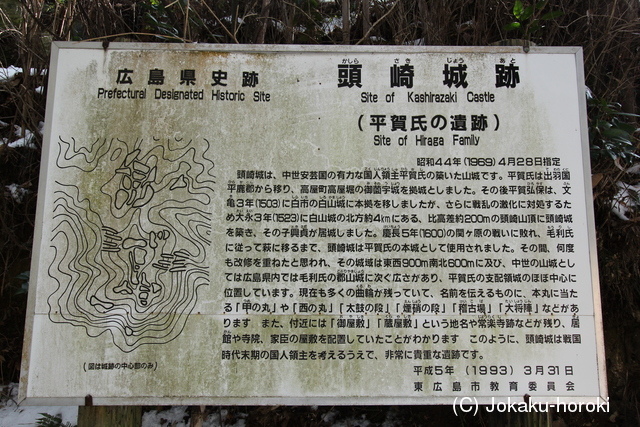 広島県史跡
Prefectural Designated Historic Site
頭崎城跡
かしら さき じょう あと
Site of Kashirazaki Castle
(平賀氏の遺跡)
Site of Hiraga Family
昭和44年(1969)4月28日指定
頭崎城は、中世安芸国の有力な国人領主平賀氏の築いた山城です。平賀氏は出羽国
平鹿郡から移り、高屋町高屋堀の御薗宇城を拠城としました。その後平賀弘保は、文
亀3年(1503)に白市の白山城に本拠を移しましたが、さらに戦乱の激化に対処するた
め大永3年(1523)に白山城の北方約4kmにある、比高差約200mの頭崎山頂に頭崎城
を築き、その子興貞が居城しました。慶長5年(1600)の関ヶ原の戦いに敗れ、毛利氏
に従って萩に移るまで、頭崎城は平賀氏の本城として使用されました。その間、何度
も改修を重ねたと思われ、その城域は東西900m南北600mに及び、中世の山城とし
ては広島県内では毛利氏の郡山城に次ぐ広さがあり、平賀氏の支配領域のほぼ中心に
位置しています。現在も多くの曲輪が残っていて、名前を伝えるものに、本丸に当た
る「甲の丸」や「西の丸」「太鼓の段」「煙硝の段」「稽古場」「大将陣」などがあ
ります また、付近には「御屋敷」「蔵屋敷」という地名や常楽寺跡などが残り、居
館や寺院、家臣の屋敷を配置していたことがわかります このように、頭崎城は戦国
時代末期の国人領主を考えるうえで、非常に貴重な遺跡です。
平成5年(1993)3月31日
東広島市教育委員会
(図は城跡の中心部のみ)
(C) Jokaku-horoki